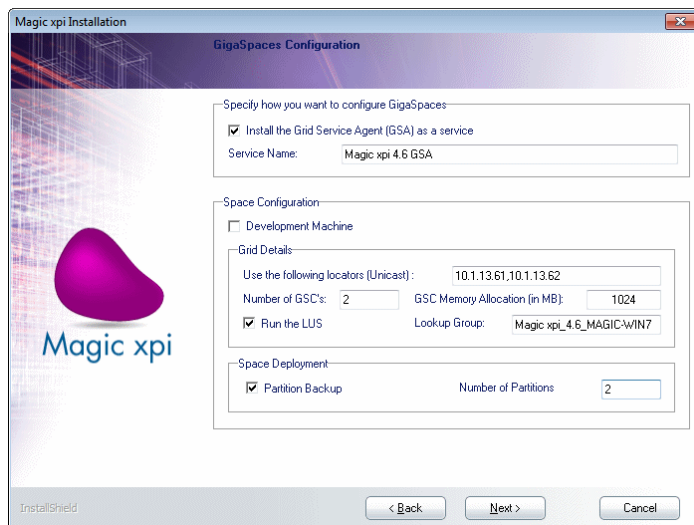 Magic xpi Installation
GigaSpaces Configuration
Specify how you want to configure GigaSpaces
Install the Grid Service Agent (GSA) as a service
Service Name: Magic xpi 4.6 GSA
Space Configuration
Development Machine
Grid Details
Use the following locators (Unicast) : 10.1.13.61,10.1.13.62
Number of GSC's: 2 GSC Memory Allocation (in MB): 1024
Run the LUS Lookup Group: Magic xpi_4.6_MAGIC-WIN7
Magic xpi
Space Deployment
Partition Backup Number of Partitions 2
InstallShield < Back Next > Cancel